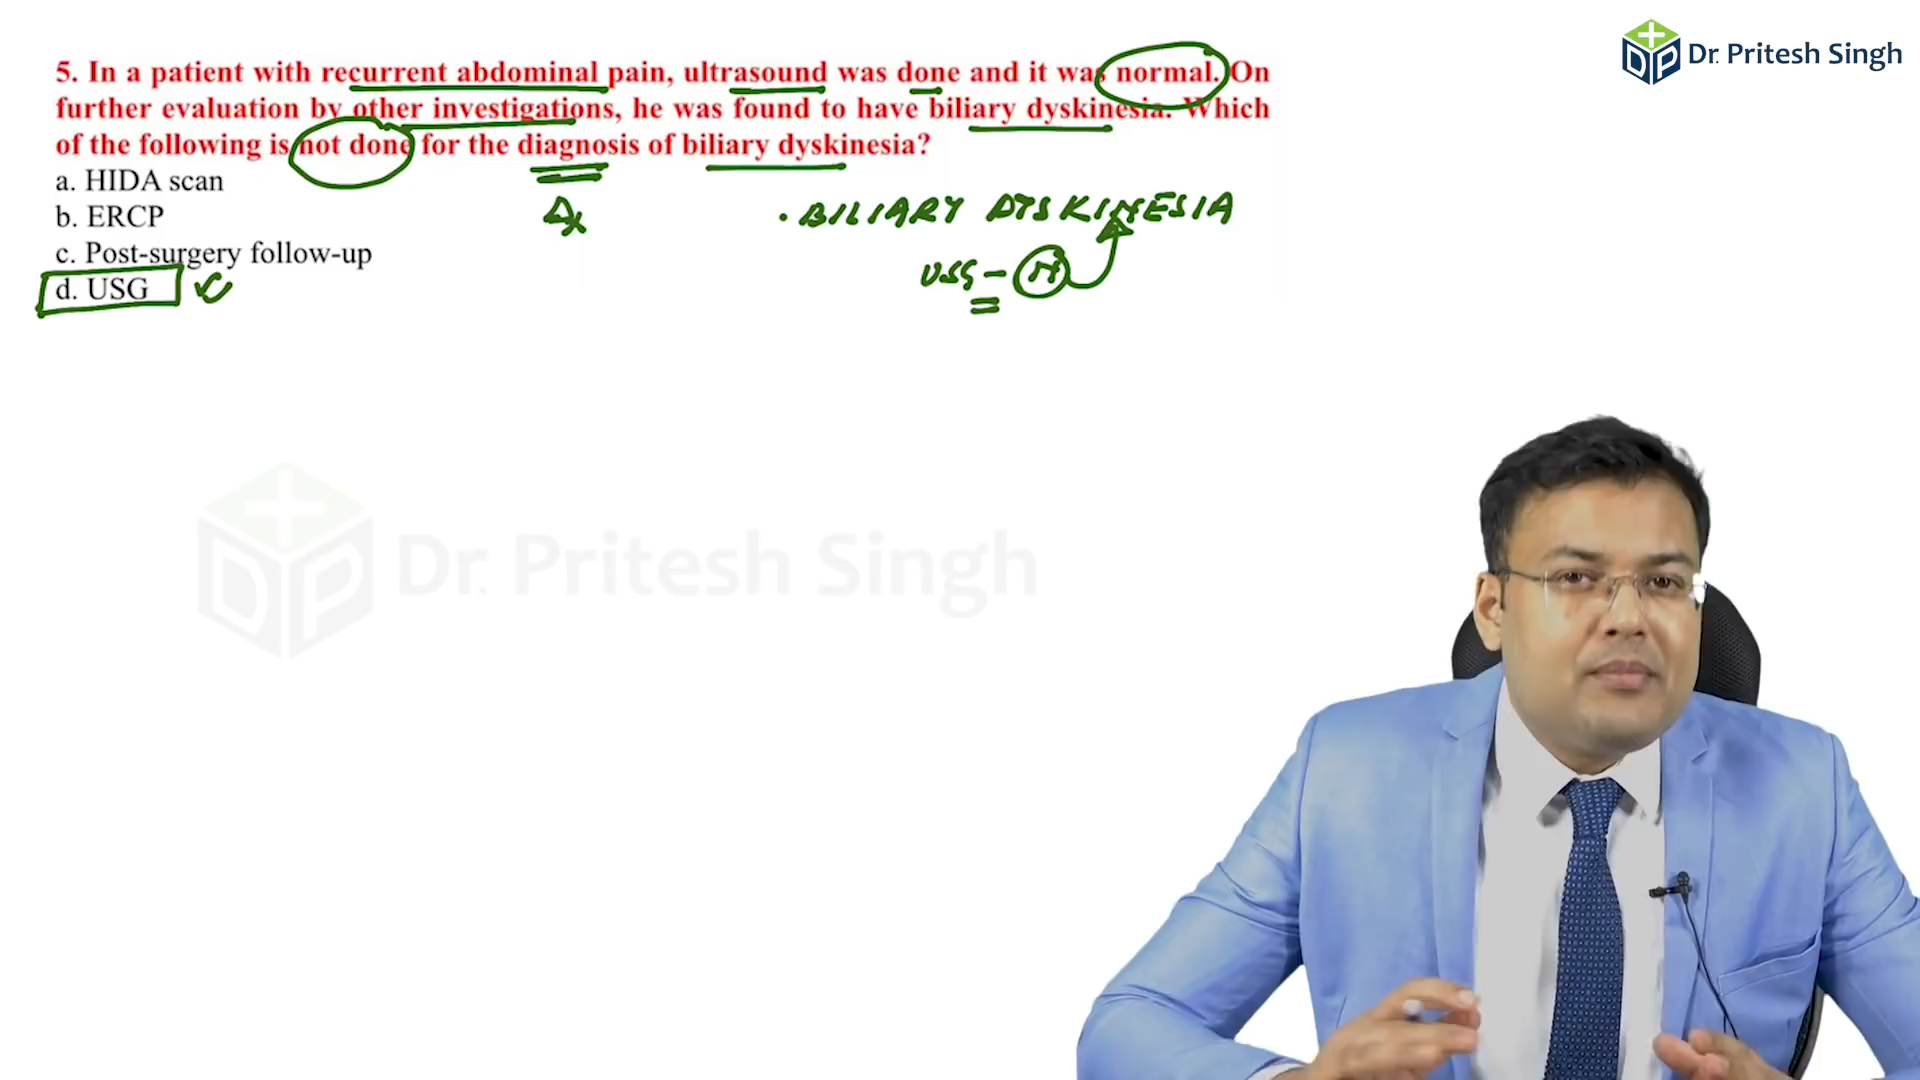 Dr. Pritesh Singh
5. In a patient with recurrent abdominal pain, ultrasound was done and it was normal. On
further evaluation by other investigations, he was found to have biliary dyskinesia. Which
of the following is not done for the diagnosis of biliary dyskinesia?
a. HIDA scan
b. ERCP
c. Post-surgery follow-up
d. USG
• BILIARY DYSKINESIA
USG - N
Dr. Pritesh Singh